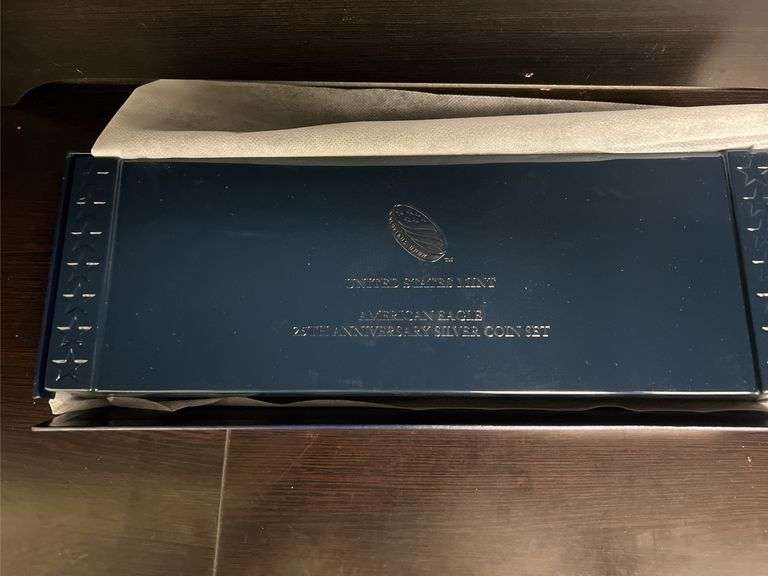 UNITED STATES MINT
AMERICAN EAGLE
25TH ANNIVERSARY SILVER COIN SET